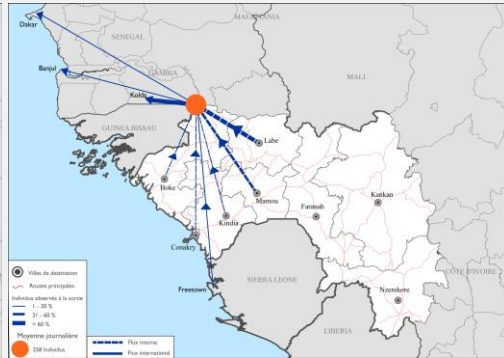 MAURITANIA
Dakar
SENEGAL
Banjul
GAMBIA
MALI
Kolda
GUINEA BISSAU
Labe
Boke
Mamou
Kankan
Kindia
Faranah
Conakry
Freetown
SIERRA LEONE
CÔTE D'IVOIRE
Nzerekore
LIBERIA
Villes de destination
Routes principales
Individus observés à la sortie
1 - 30 %
31 - 60 %
> 60 %
Moyenne journalière
258 Individus
Flux interne
Flux international